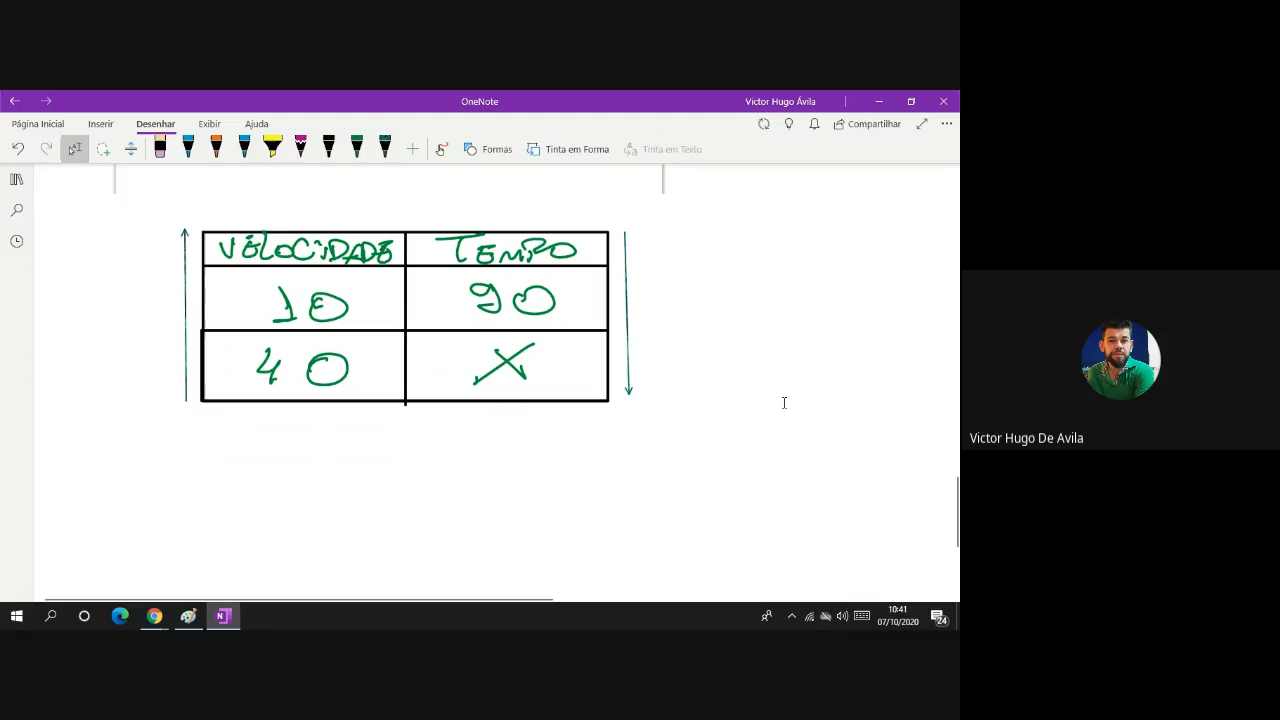 OneNote
Victor Hugo Ávila
Página Inicial Inserir Desenhar Exibir Ajuda
Compartilhar
Formas Tinta em Forma Tinta em Texto
VELOCIDADE TEMPO
10 90
40 X
Victor Hugo De Avila
10:41
07/10/2020
24